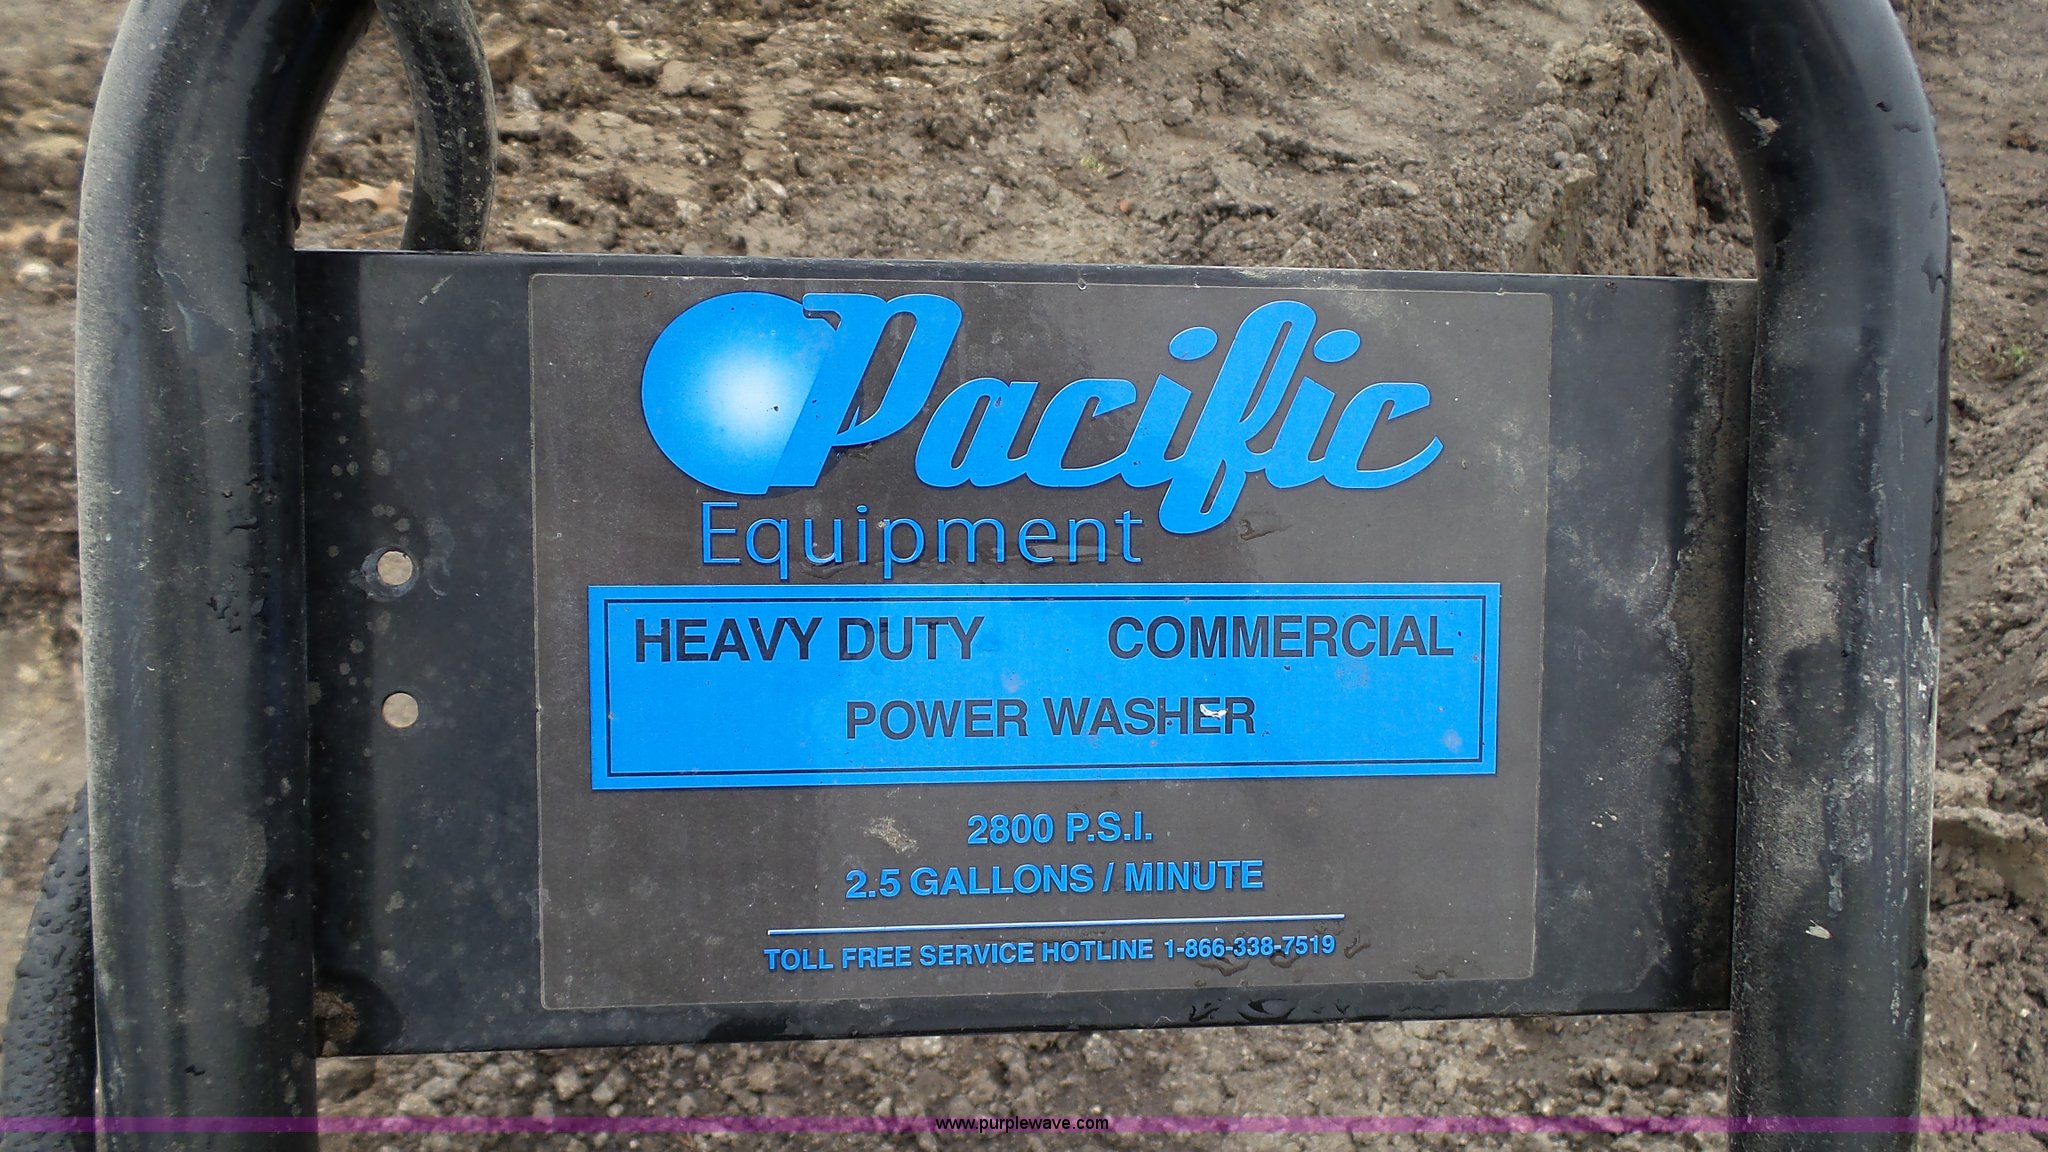 Pacific
Equipment
HEAVY DUTY COMMERCIAL
POWER WASHER
2800 P.S.I.
2.5 GALLONS / MINUTE
TOLL FREE SERVICE HOTLINE 1-866-338-7519
www.purplewave.com